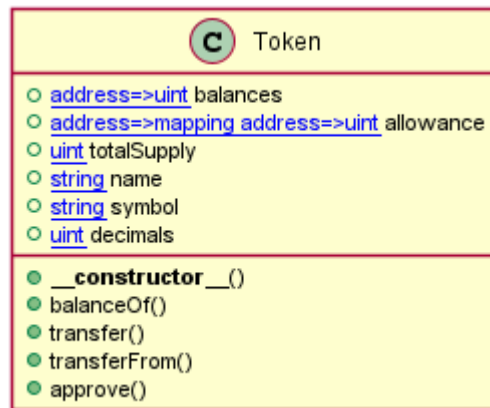 C Token
address=>uint balances
address=>mapping address=>uint allowance
uint totalSupply
string name
string symbol
uint decimals
__constructor__()
balanceOf()
transfer()
transferFrom()
approve()